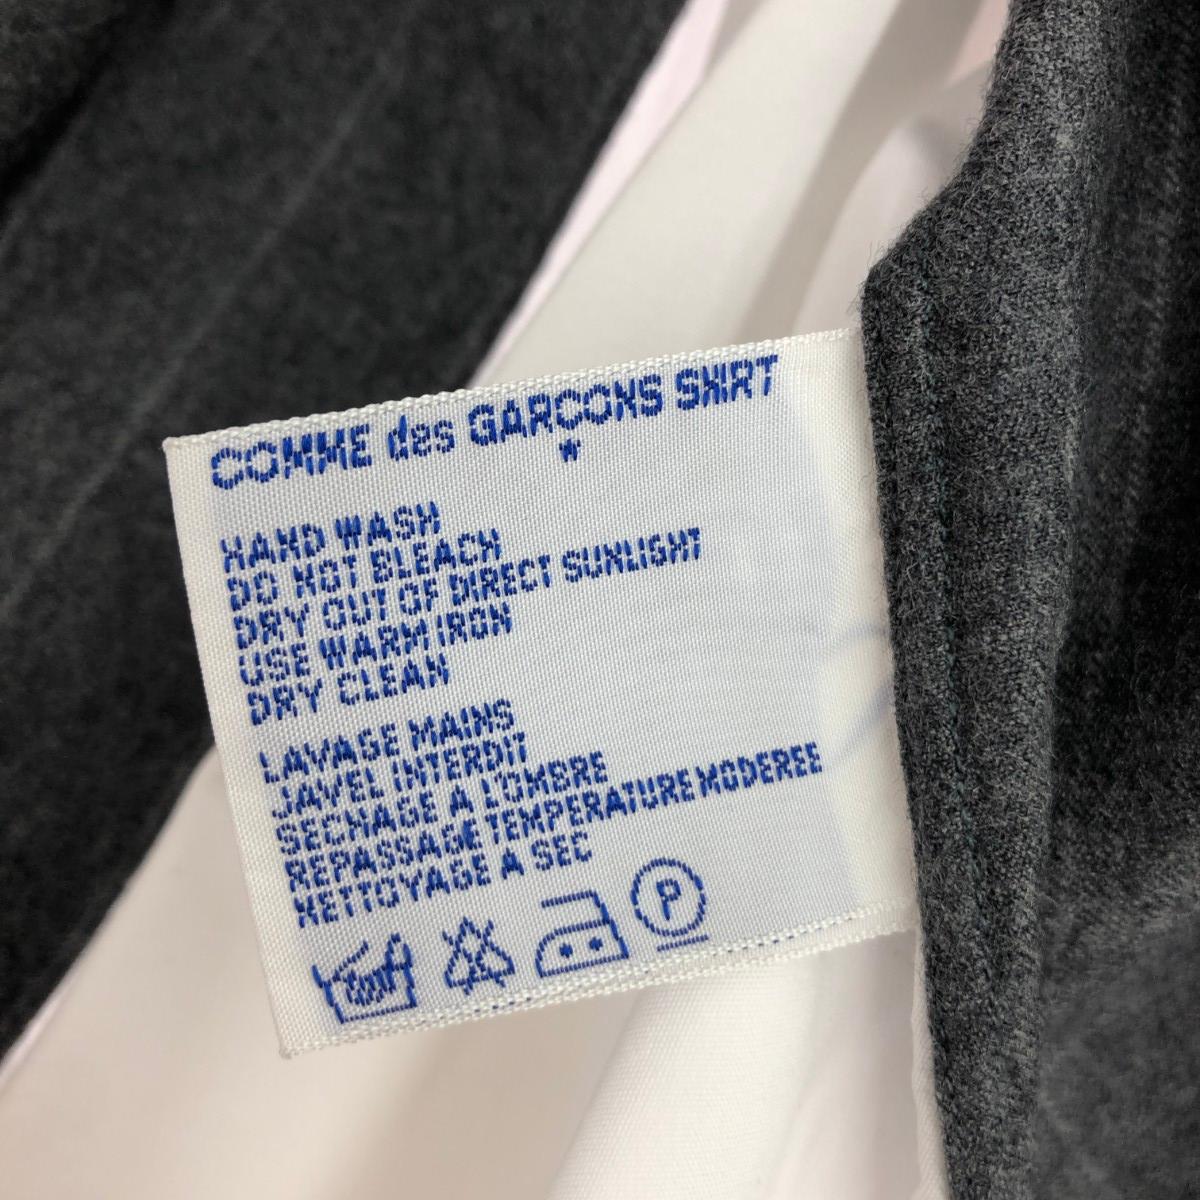 COMME des GARÇONS SHIRT
HAND WASH
DO NOT BLEACH
DRY OUT OF DIRECT SUNLIGHT
USE WARM IRON
DRY CLEAN
LAVAGE MAINS
JAVEL INTERDIT
SECHAGE A L'OMBRE
REPASSAGE TEMPERATURE MODEREE
NETTOYAGE A SEC
P